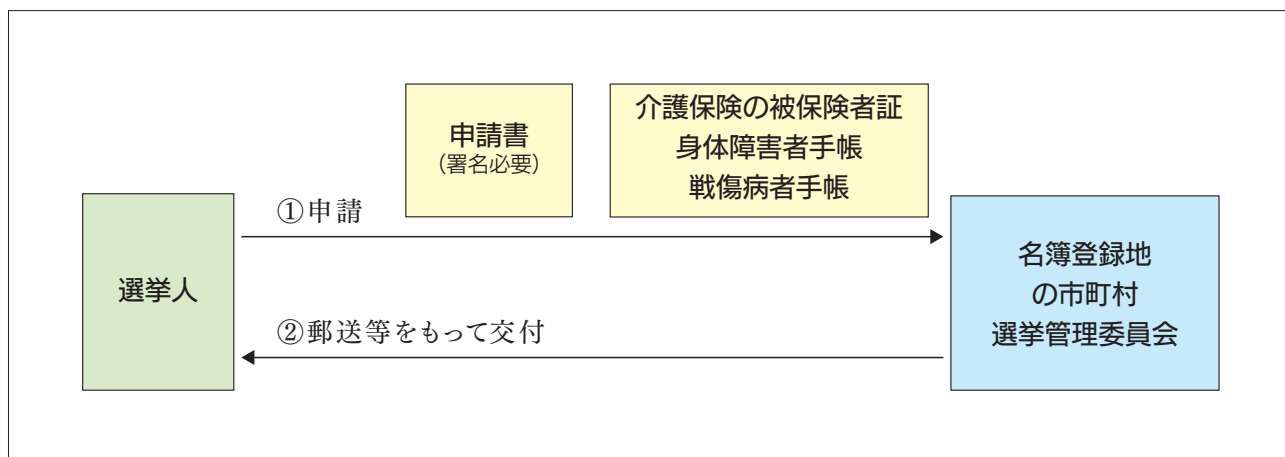 申請書
(署名必要)
介護保険の被保険者証
身体障害者手帳
戦傷病者手帳
①申請
選挙人
②郵送等をもって交付
名簿登録地
の市町村
選挙管理委員会